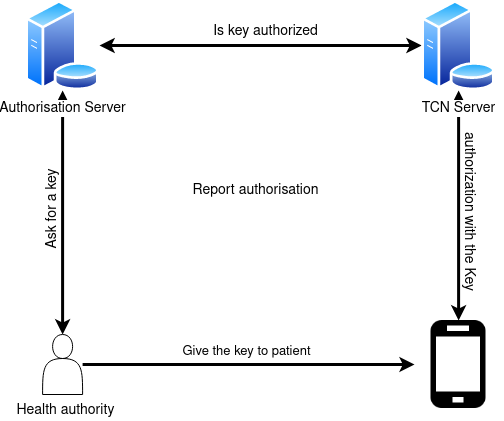 Is key authorized
Authorisation Server
TCN Server
Ask for a key
Report authorisation
authorization with the Key
Give the key to patient
Health authority